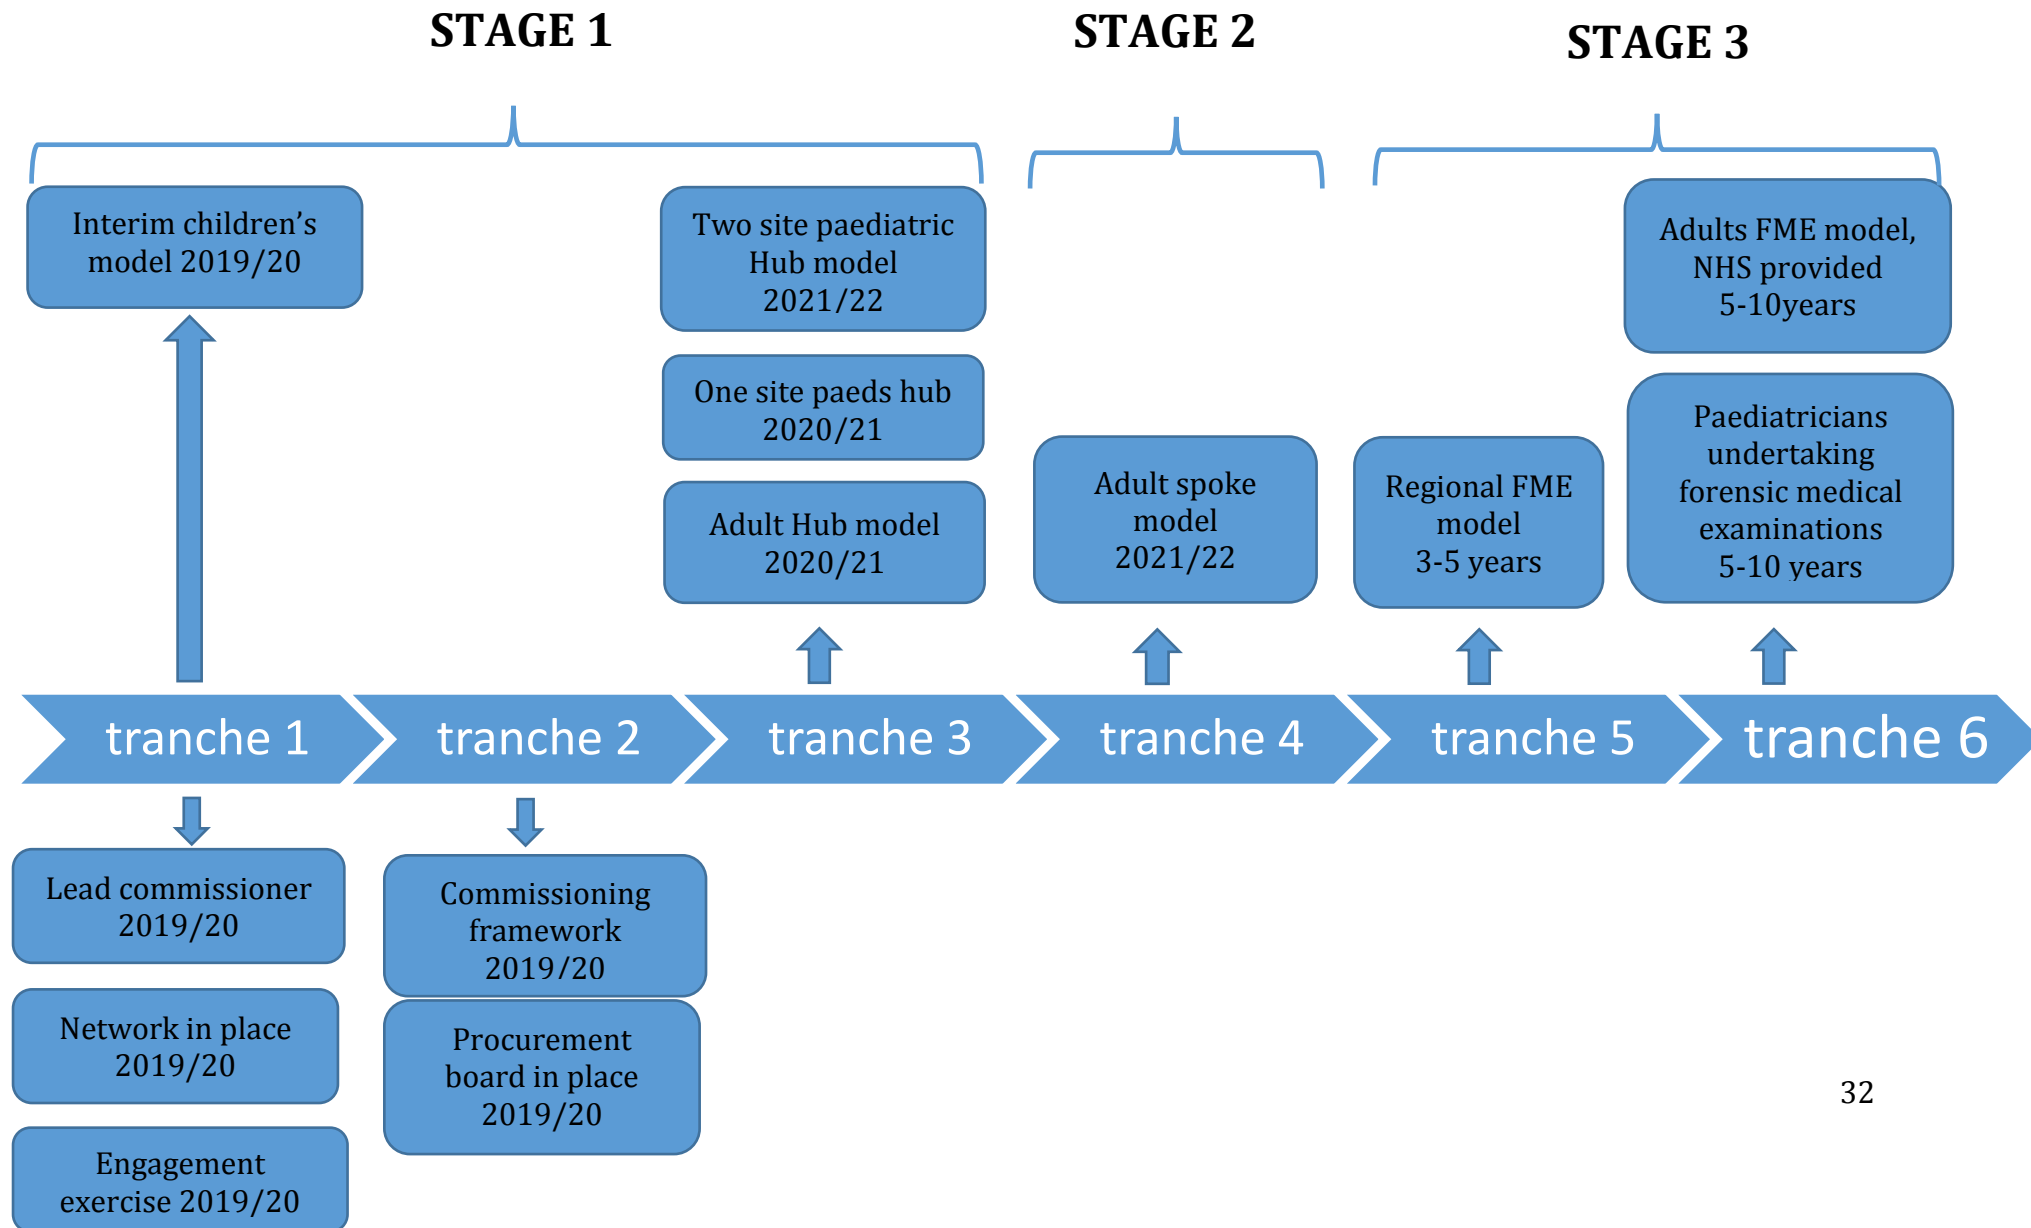 STAGE 1
STAGE 2
STAGE 3
Interim children’s
model 2019/20
Two site paediatric
Hub model
2021/22
One site paeds hub
2020/21
Adult Hub model
2020/21
Adult spoke
model
2021/22
Regional FME
model
3-5 years
Adults FME model,
NHS provided
5-10years
Paediatricians
undertaking
forensic medical
examinations
5-10 years
tranche 1
tranche 2
tranche 3
tranche 4
tranche 5
tranche 6
Lead commissioner
2019/20
Network in place
2019/20
Engagement
exercise 2019/20
Commissioning
framework
2019/20
Procurement
board in place
2019/20
32